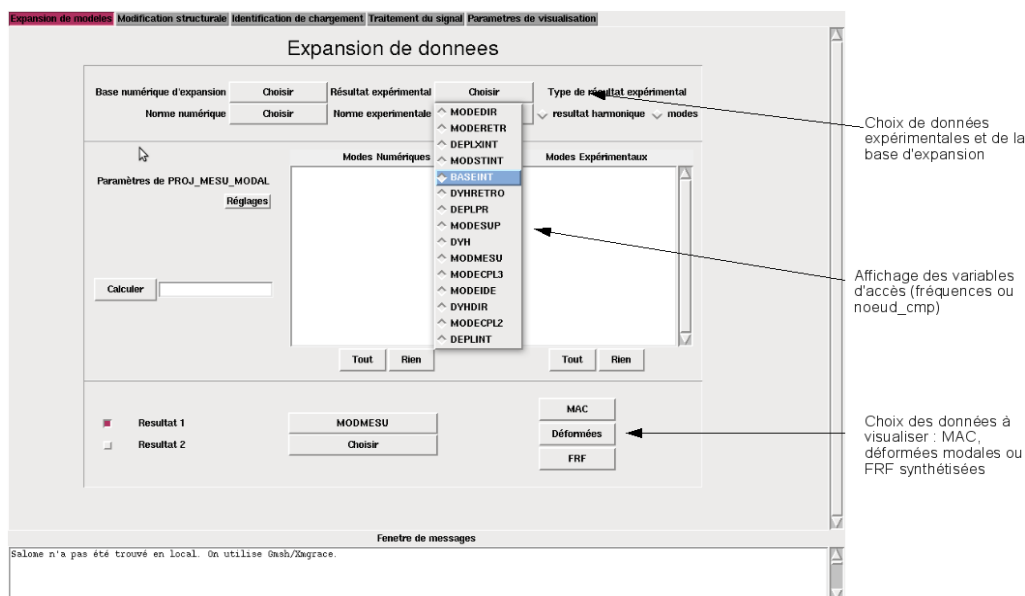 Expansion de modeles Modification structurale Identification de chargement Traitement du signal Parametres de visualisation
Expansion de donnees
Base numérique d'expansion Choisir Résultat expérimental Choisir Type de résultat expérimental
Norme numérique Choisir Norme experimentale resultat harmonique modes
MODEDIR
MODERETR
DEPLXINT
MODSTINT
BASEINT
DYHRETRO
DEPLPR
MODESUP
DYH
MODMESU
MODECPL3
MODEIDE
DYHDIR
MODECPL2
DEPLINT
Modes Numériques Modes Expérimentaux
Paramètres de PROJ_MESU_MODAL
Réglages
Calculer
Tout Rien Tout Rien
Resultat 1 MODMESU
Resultat 2 Choisir
MAC
Déformées
FRF
Fenetre de messages
Salome n'a pas été trouvé en local. On utilise Gmsh/Xmgrace.
Choix de données
expérimentales et de la
base d'expansion
Affichage des variables
d'accès (fréquences ou
noeud_cmp)
Choix des données à
visualiser : MAC,
déformées modales ou
FRF synthétisées